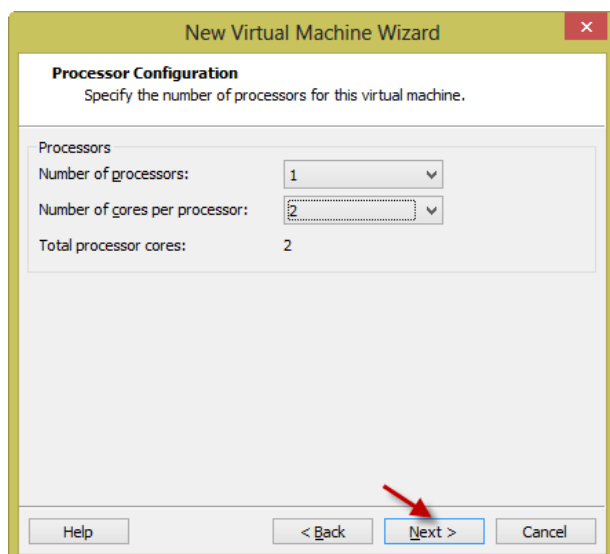 New Virtual Machine Wizard
Processor Configuration
Specify the number of processors for this virtual machine.
Processors
Number of processors: 1
Number of cores per processor: 2
Total processor cores: 2
Help < Back Next > Cancel